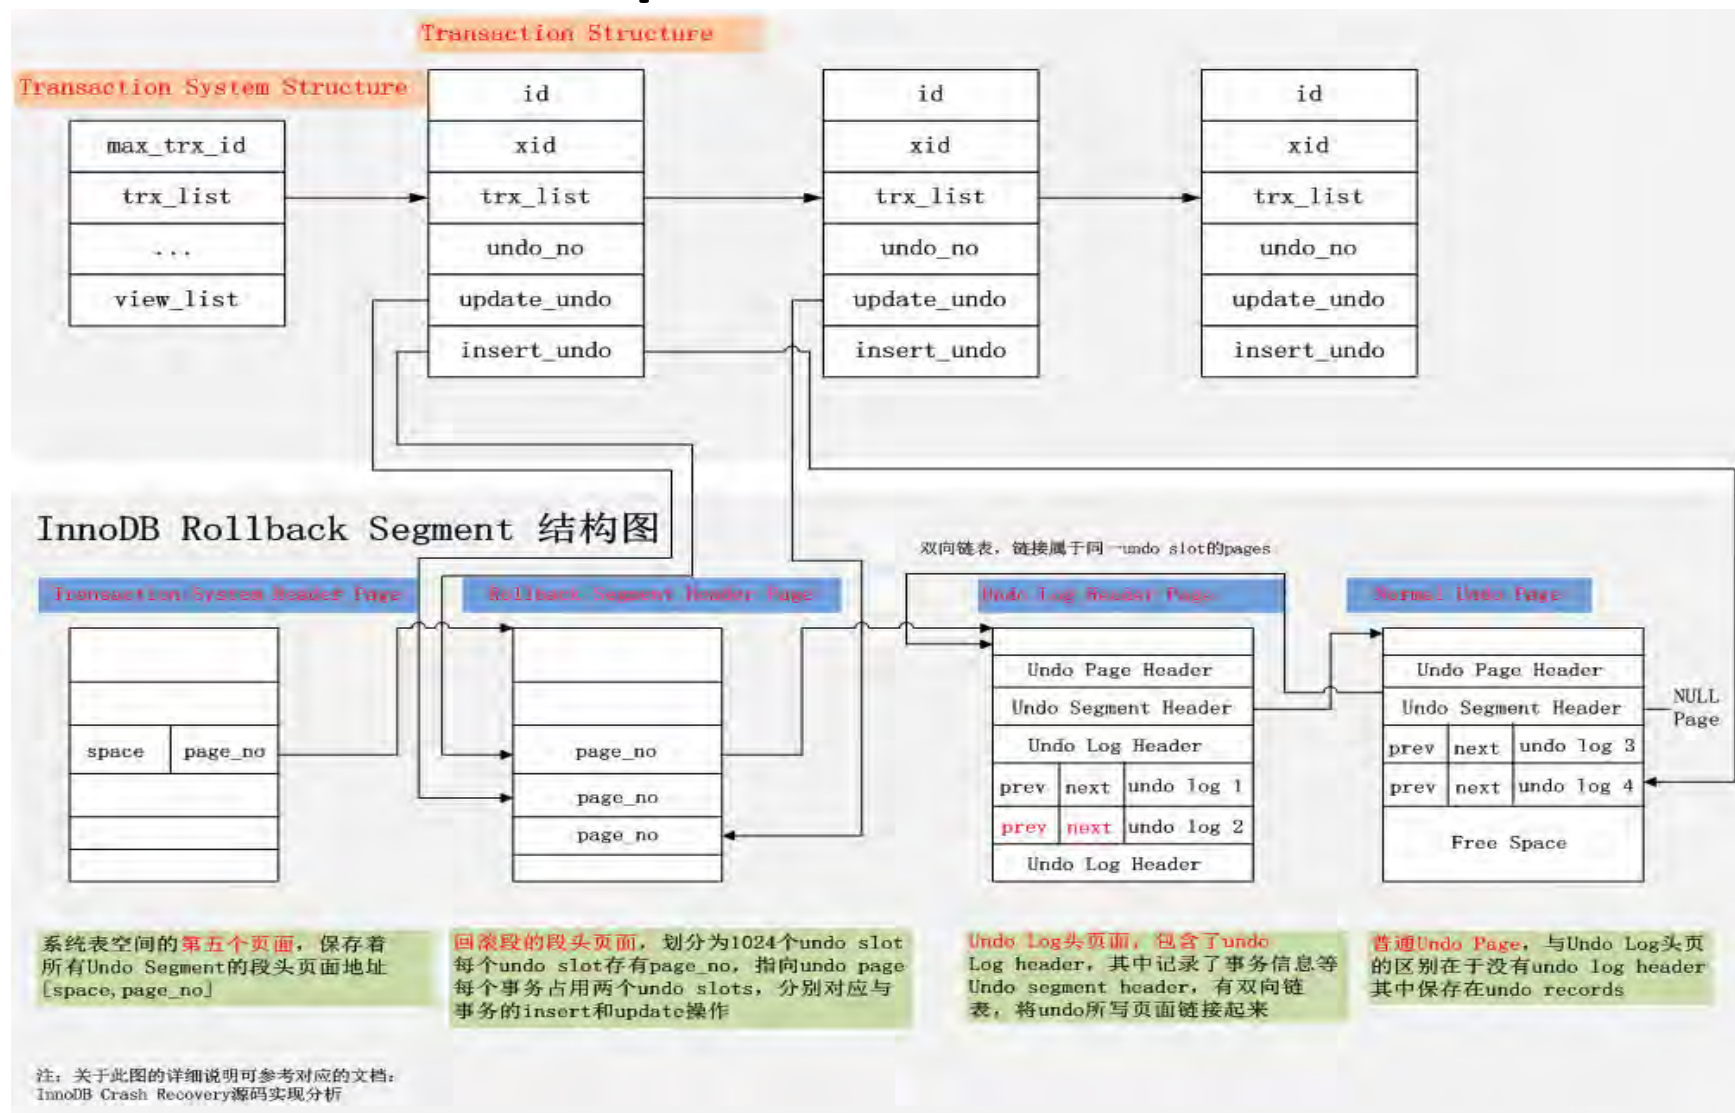 Transaction Structure
Transaction System Structure
max_trx_id
trx_list
...
view_list
id
xid
trx_list
undo_no
update_undo
insert_undo
id
xid
trx_list
undo_no
update_undo
insert_undo
id
xid
trx_list
undo_no
update_undo
insert_undo
InnoDB Rollback Segment 结构图
双向链表，链接属于同一undo slot的pages
Transaction System Header Page
Rollback Segment Header Page
Undo Log Header Page
Normal Undo Page
space page_no
page_no
page_no
page_no
Undo Page Header
Undo Segment Header
Undo Log Header
prev next undo log 1
prev next undo log 2
Undo Log Header
Undo Page Header
Undo Segment Header
prev next undo log 3
prev next undo log 4
Free Space
NULL
Page
系统表空间的第五个页面，保存着
所有Undo Segment的段头页面地址
[space,page_no]
回滚段的段头页面，划分为1024个undo slot
每个undo slot存有page_no，指向undo page
每个事务占用两个undo slots，分别对应与
事务的insert和update操作
Undo Log头页面，包含了undo
Log header，其中记录了事务信息等
Undo segment header，有双向链
表，将undo所写页面链接起来
普通Undo Page，与Undo Log头页
的区别在于没有undo log header
其中保存在undo records
注：关于此图的详细说明可参考对应的文档：
InnoDB Crash Recovery源码实现分析